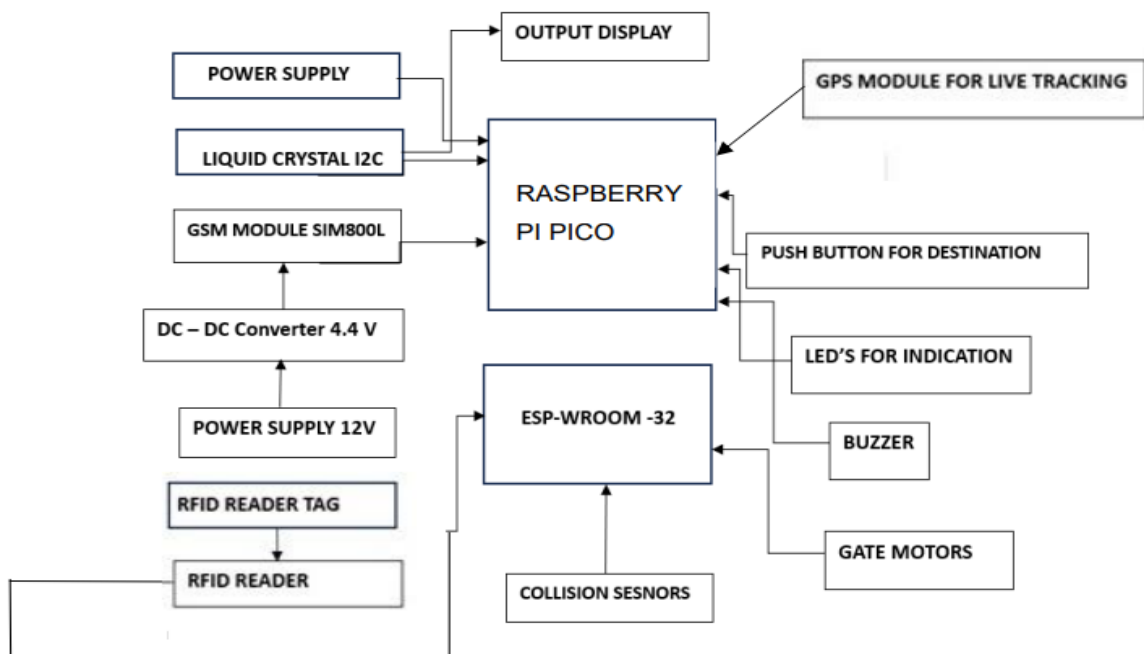 OUTPUT DISPLAY
POWER SUPPLY
GPS MODULE FOR LIVE TRACKING
LIQUID CRYSTAL I2C
RASPBERRY
PI PICO
GSM MODULE SIM800L
PUSH BUTTON FOR DESTINATION
DC – DC Converter 4.4 V
LED'S FOR INDICATION
ESP-WROOM -32
POWER SUPPLY 12V
BUZZER
RFID READER TAG
GATE MOTORS
RFID READER
COLLISION SESNORS